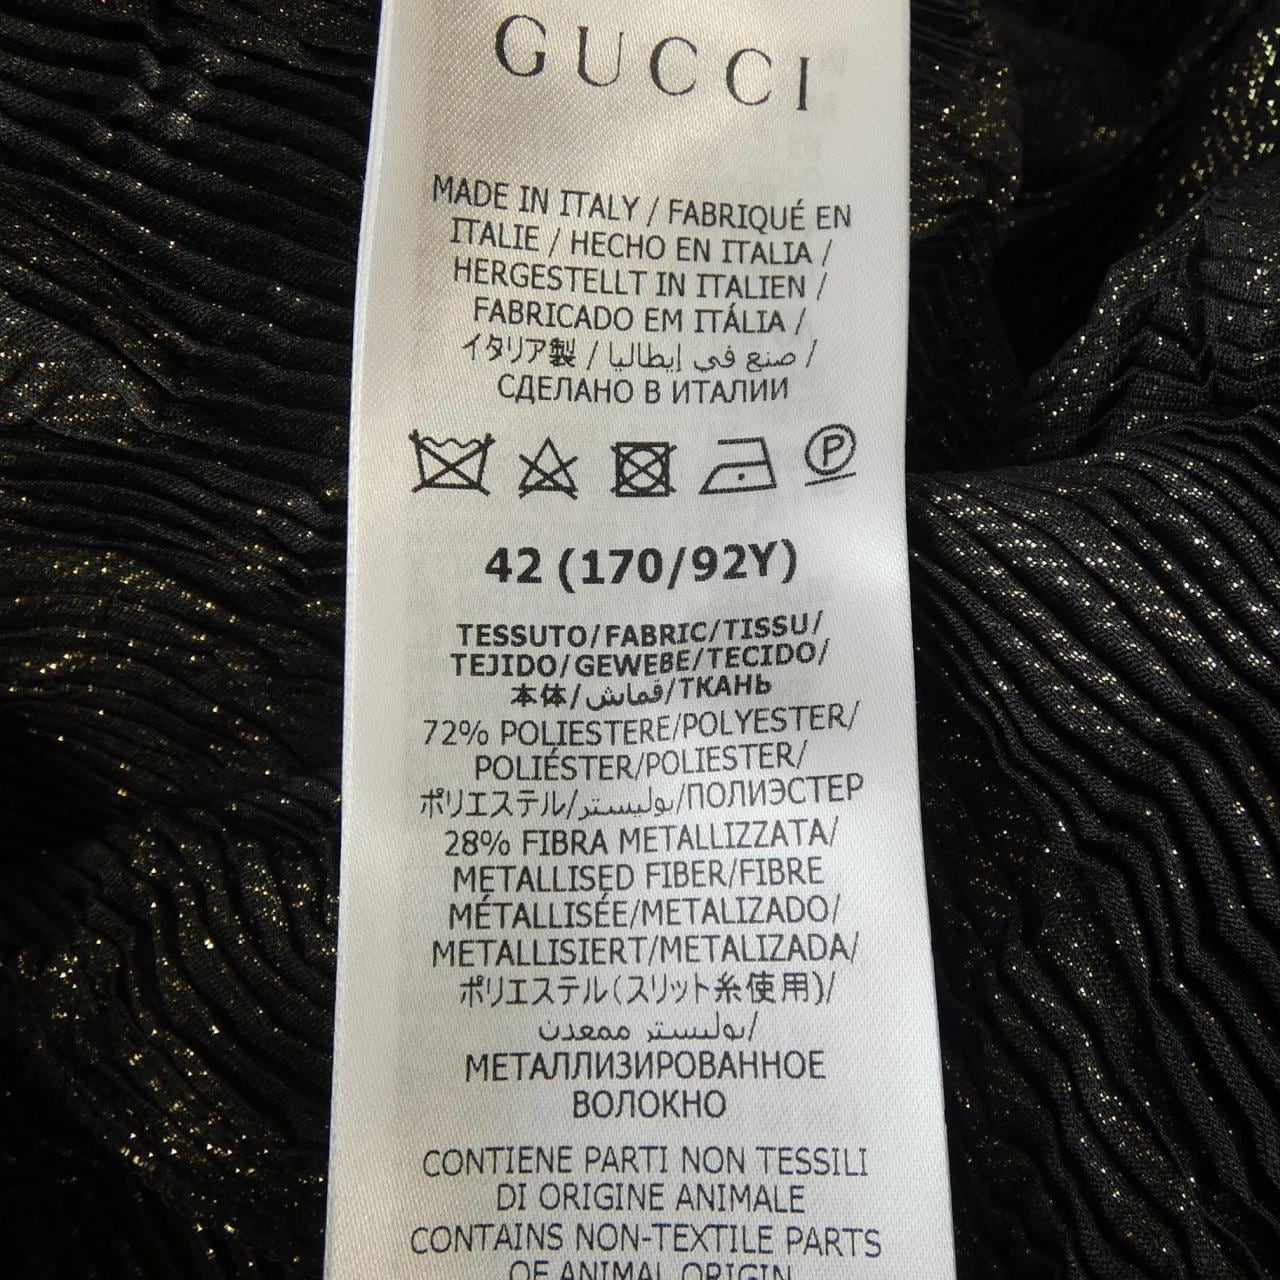 GUCCI
MADE IN ITALY / FABRIQUÉ EN
ITALIE / HECHO EN ITALIA /
HERGESTELLT IN ITALIEN /
FABRICADO EM ITÁLIA /
イタリア製 / صنع في إيطاليا /
СДЕЛАНО В ИТАЛИИ
P
42 (170/92Y)
TESSUTO/FABRIC/TISSU/
TEJIDO/GEWEBE/TECIDO/
本体/قماش/ТКАНЬ
72% POLIESTERE/POLYESTER/
POLIÉSTER/POLIESTER/
ポリエステル/بوليستر/ПОЛИЭСТЕР
28% FIBRA METALLIZZATA/
METALLISED FIBER/FIBRE
MÉTALLISÉE/METALIZADO/
METALLISIERT/METALIZADA/
ポリエステル(スリット糸使用)/
بوليستر ممعدن/
МЕТАЛЛИЗИРОВАННОЕ
ВОЛОКНО
CONTIENE PARTI NON TESSILI
DI ORIGINE ANIMALE
CONTAINS NON-TEXTILE PARTS
OF ANIMAL ORIGIN